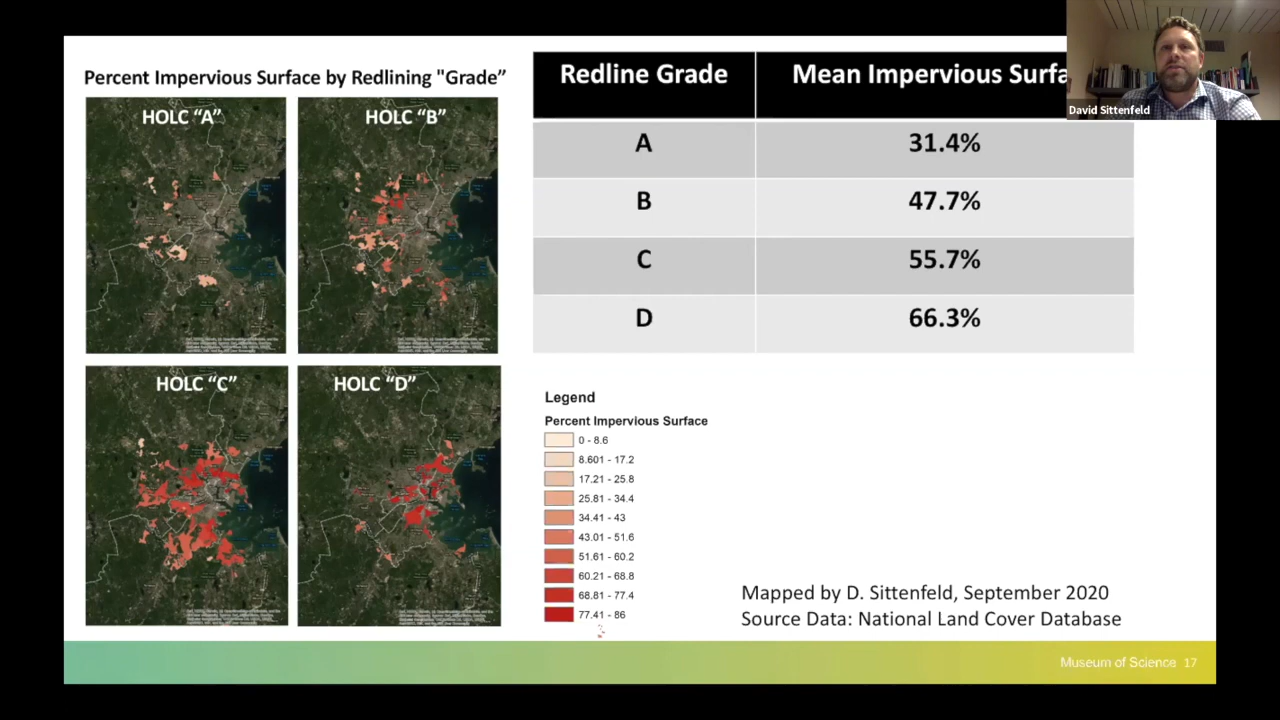 Percent Impervious Surface by Redlining "Grade”
HOLC “A”
HOLC “B”
HOLC “C”
HOLC “D”
Redline Grade
Mean Impervious Surfa
A
31.4%
B
47.7%
C
55.7%
D
66.3%
David Sittenfeld
Legend
Percent Impervious Surface
0 - 8.6
8.601 - 17.2
17.21 - 25.8
25.81 - 34.4
34.41 - 43
43.01 - 51.6
51.61 - 60.2
60.21 - 68.8
68.81 - 77.4
77.41 - 86
Mapped by D. Sittenfeld, September 2020
Source Data: National Land Cover Database
Museum of Science 17